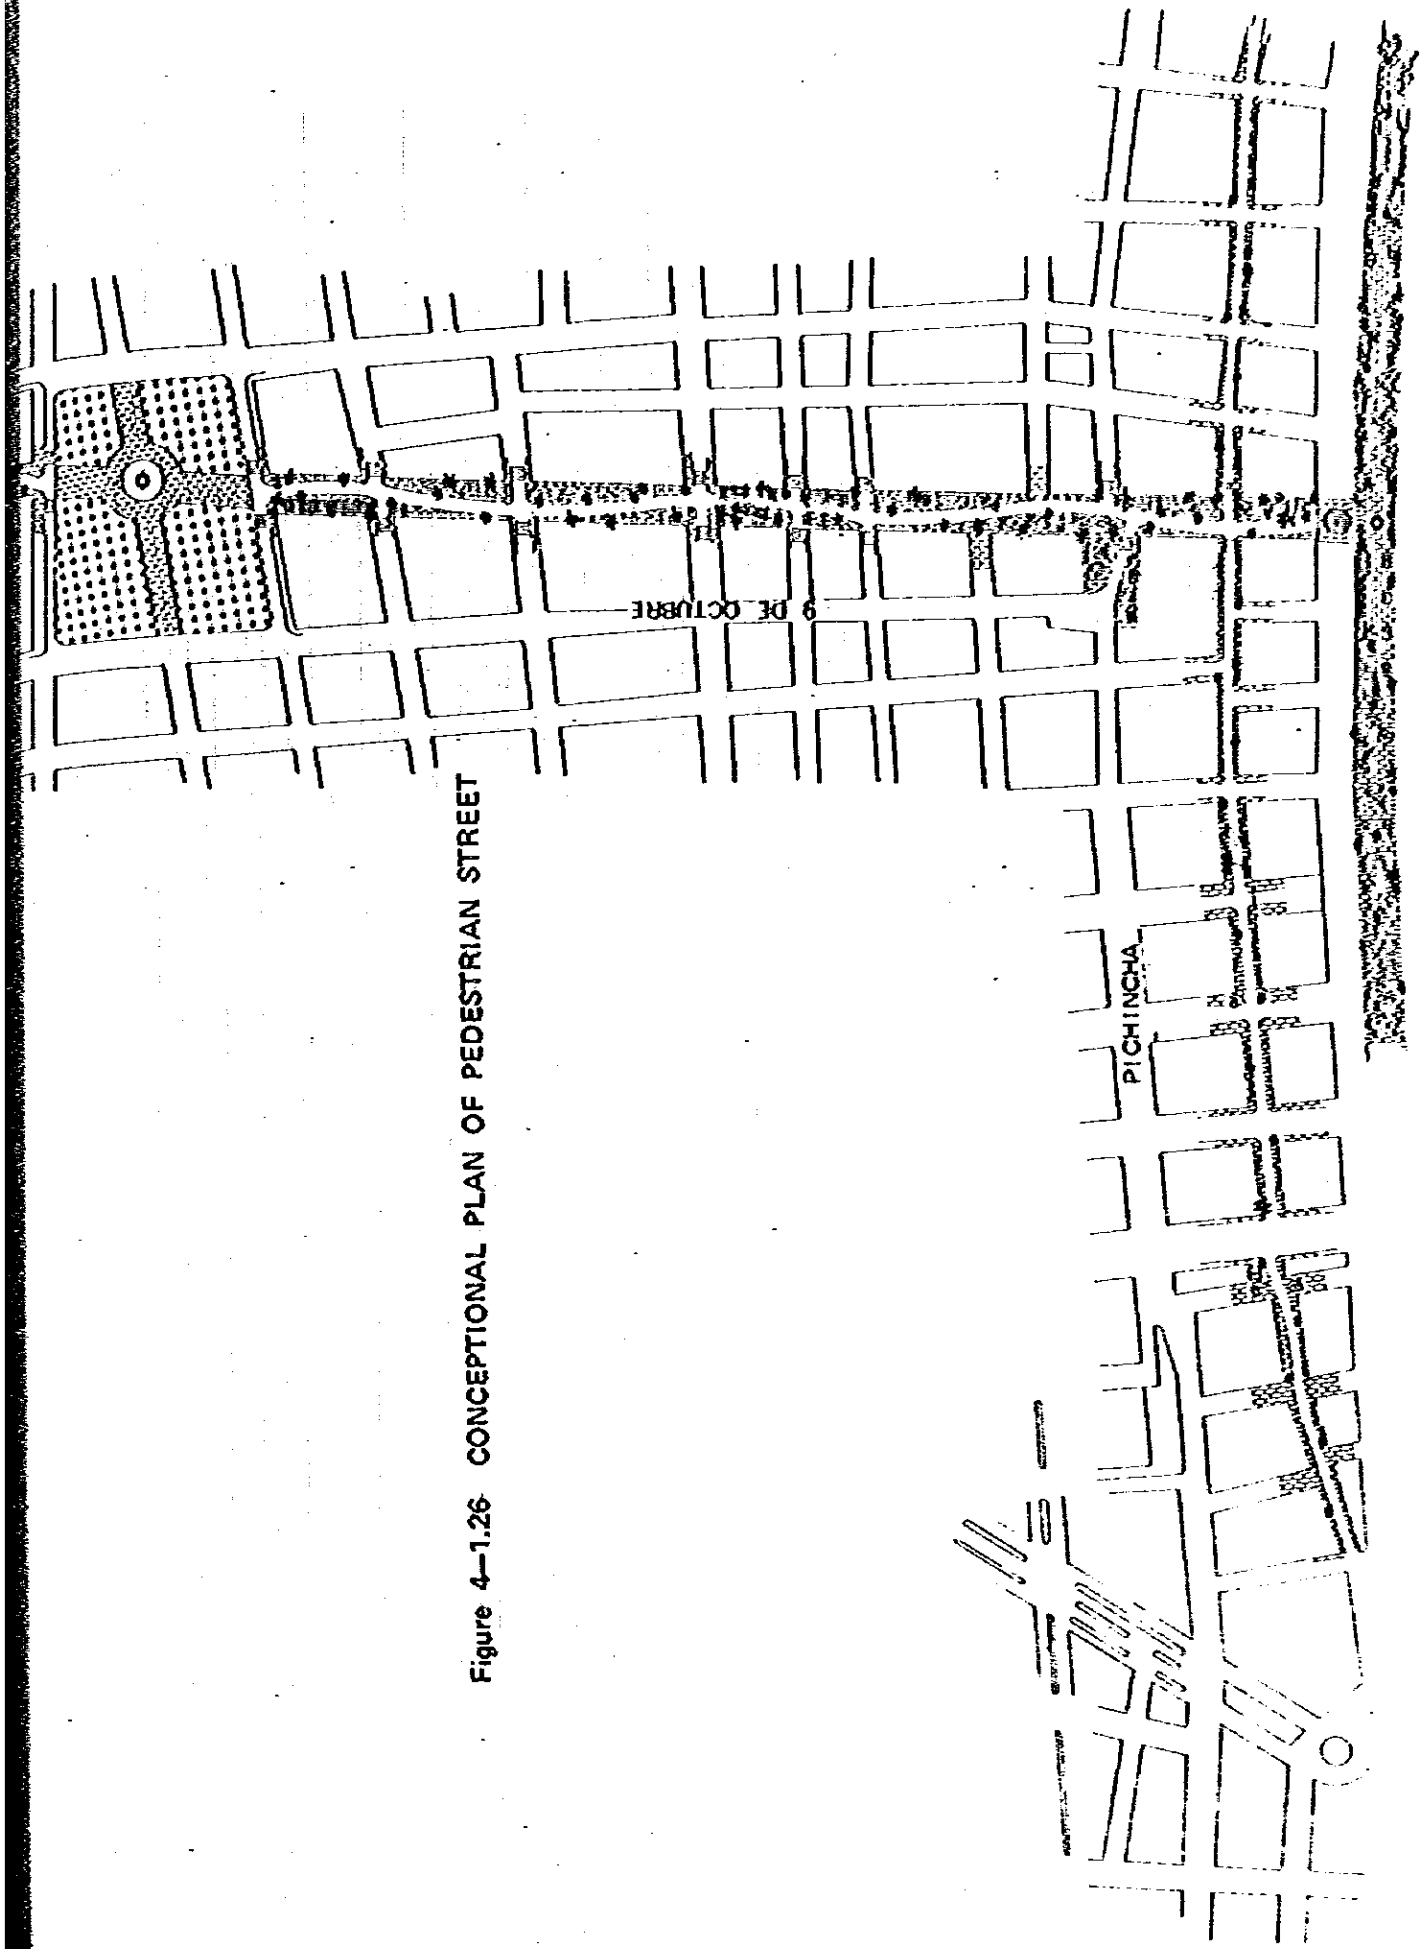 Figure 4—1.26 CONCEPTIONAL PLAN OF PEDESTRIAN STREET
9 DE OCTUBRE
PICHINCHA